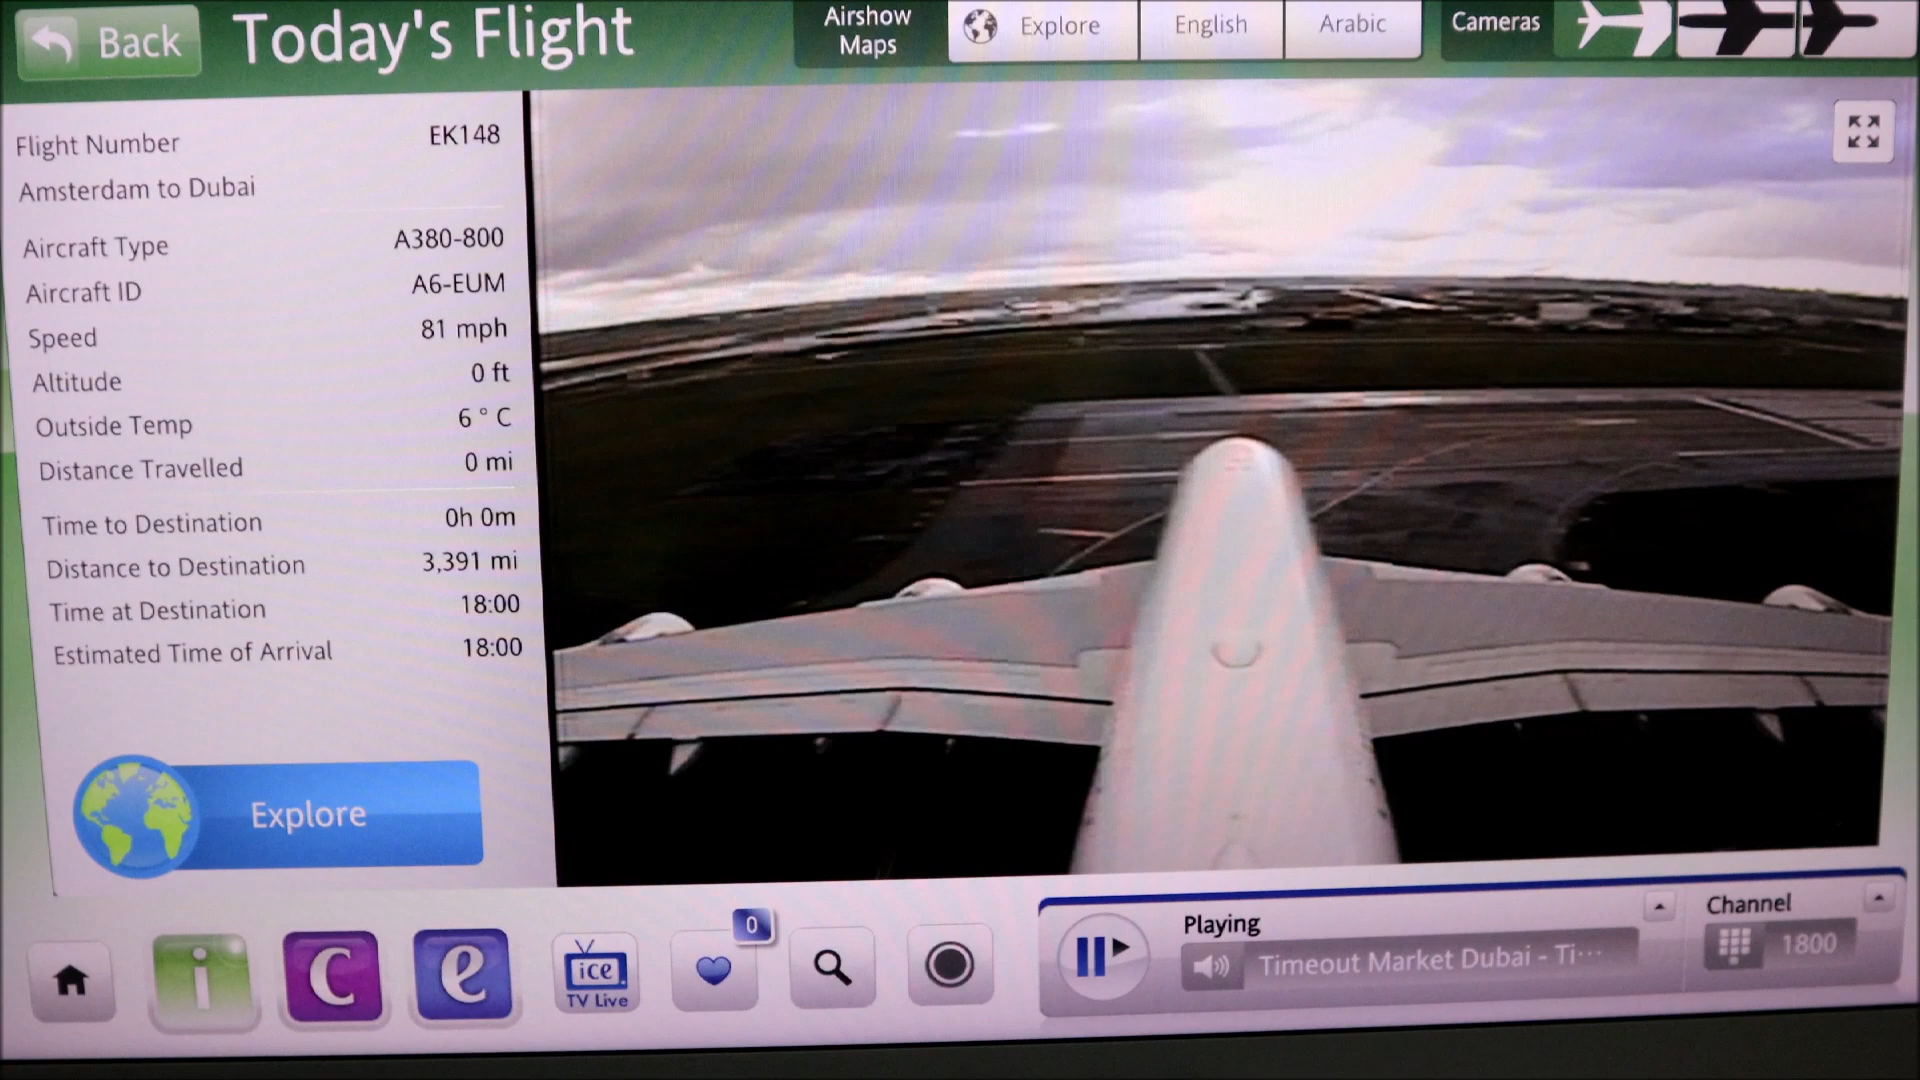 Back
Today's Flight
Airshow
Maps
Explore
English
Arabic
Cameras
Flight Number EK148
Amsterdam to Dubai
Aircraft Type A380-800
Aircraft ID A6-EUM
Speed 81 mph
Altitude 0 ft
Outside Temp 6 ° C
Distance Travelled 0 mi
Time to Destination 0h 0m
Distance to Destination 3,391 mi
Time at Destination 18:00
Estimated Time of Arrival 18:00
Explore
i
c
e
ice
TV Live
0
Playing
Timeout Market Dubai - Ti...
Channel
1800